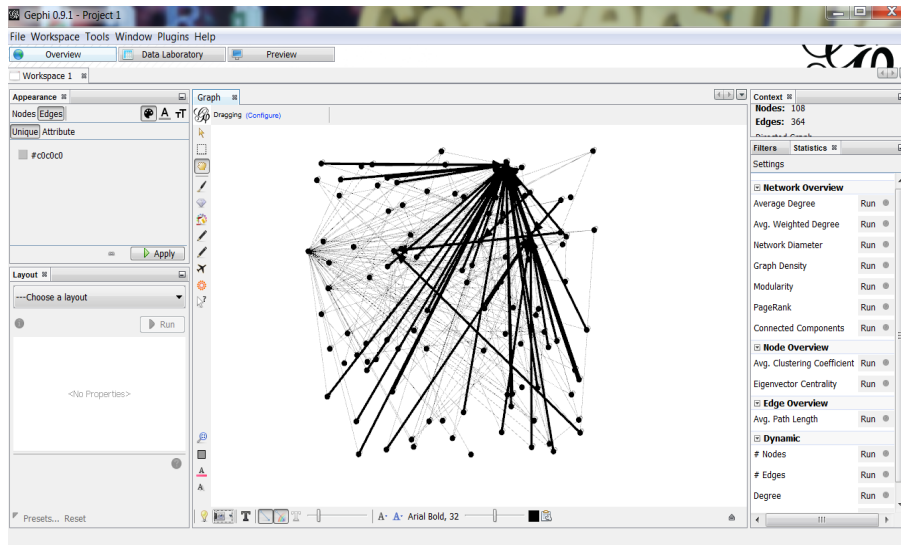 Gephi 0.9.1 - Project 1
File Workspace Tools Window Plugins Help
Overview Data Laboratory Preview
Workspace 1
Appearance
Nodes Edges
Unique Attribute
#c0c0c0
Apply
Layout
---Choose a layout
Run
<No Properties>
Presets... Reset
Graph
Dragging (Configure)
A- A- Arial Bold, 32
Context
Nodes: 108
Edges: 364
Directed Graph
Filters Statistics
Settings
Network Overview
Average Degree Run
Avg. Weighted Degree Run
Network Diameter Run
Graph Density Run
Modularity Run
PageRank Run
Connected Components Run
Node Overview
Avg. Clustering Coefficient Run
Eigenvector Centrality Run
Edge Overview
Avg. Path Length Run
Dynamic
# Nodes Run
# Edges Run
Degree Run